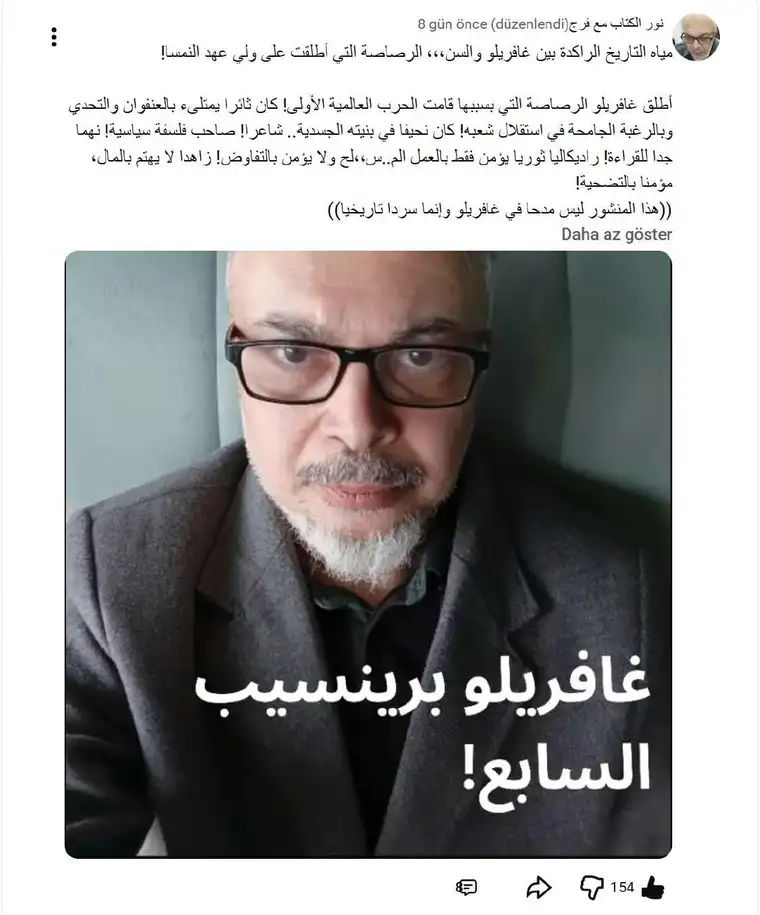 نور الكتاب مع فرج(düzenlendi) 8 gün önce
مياه التاريخ الراكدة بين غافريلو والسن،،، الرصاصة التي أطلقت على ولي عهد النمسا!
أطلق غافريلو الرصاصة التي بسببها قامت الحرب العالمية الأولى! كان ثائرا يمتلىء بالعنفوان والتحدي
وبالرغبة الجامحة في استقلال شعبه! كان نحيفا في بنيته الجسدية.. شاعرا! صاحب فلسفة سياسية! نهما
جدا للقراءة! راديكاليا ثوريا يؤمن فقط بالعمل الم..س،،لح ولا يؤمن بالتفاوض! زاهدا لا يهتم بالمال،
مؤمنا بالتضحية!
((هذا المنشور ليس مدحا في غافريلو وإنما سردا تاريخيا))
Daha az göster
غافريلو برينسيب
السابع!
154
8